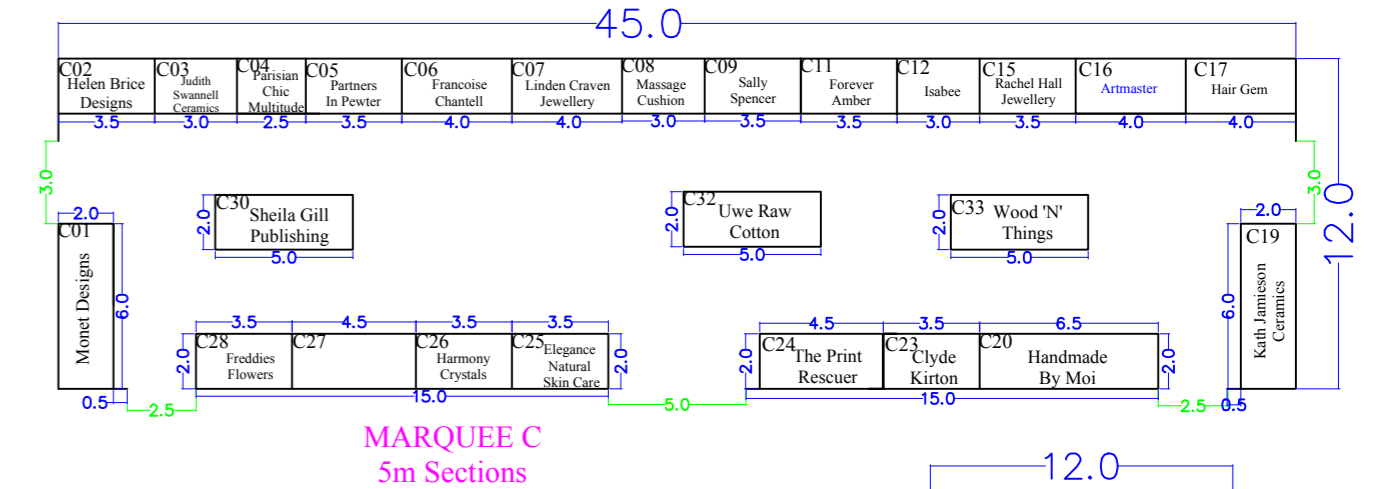 45.0
C02
Helen Brice
Designs
C03
Judith
Swannell
Ceramics
C04
Parisian
Chic
Multitude
C05
Partners
In Pewter
C06
Francoise
Chantell
C07
Linden Craven
Jewellery
C08
Massage
Cushion
C09
Sally
Spencer
C11
Forever
Amber
C12
Isabee
C15
Rachel Hall
Jewellery
C16
Artmaster
C17
Hair Gem
3.5 3.0 2.5 3.5 4.0 4.0 3.0 3.5 3.5 3.0 3.5 4.0 4.0
3.0
3.0
12.0
2.0
C30
Sheila Gill
Publishing
5.0
2.0
C32
Uwe Raw
Cotton
5.0
2.0
C33
Wood 'N'
Things
5.0
2.0
C01
Monet Designs
6.0
0.5
2.5
2.0
C19
Kath Jamieson
Ceramics
6.0
3.5 4.5 3.5 3.5
2.0
C28
Freddies
Flowers
C27
C26
Harmony
Crystals
C25
Elegance
Natural
Skin Care
2.0
15.0
5.0
4.5 3.5 6.5
2.0
C24
The Print
Rescuer
C23
Clyde
Kirton
C20
Handmade
By Moi
2.0
15.0
2.5
0.5
MARQUEE C
5m Sections
12.0